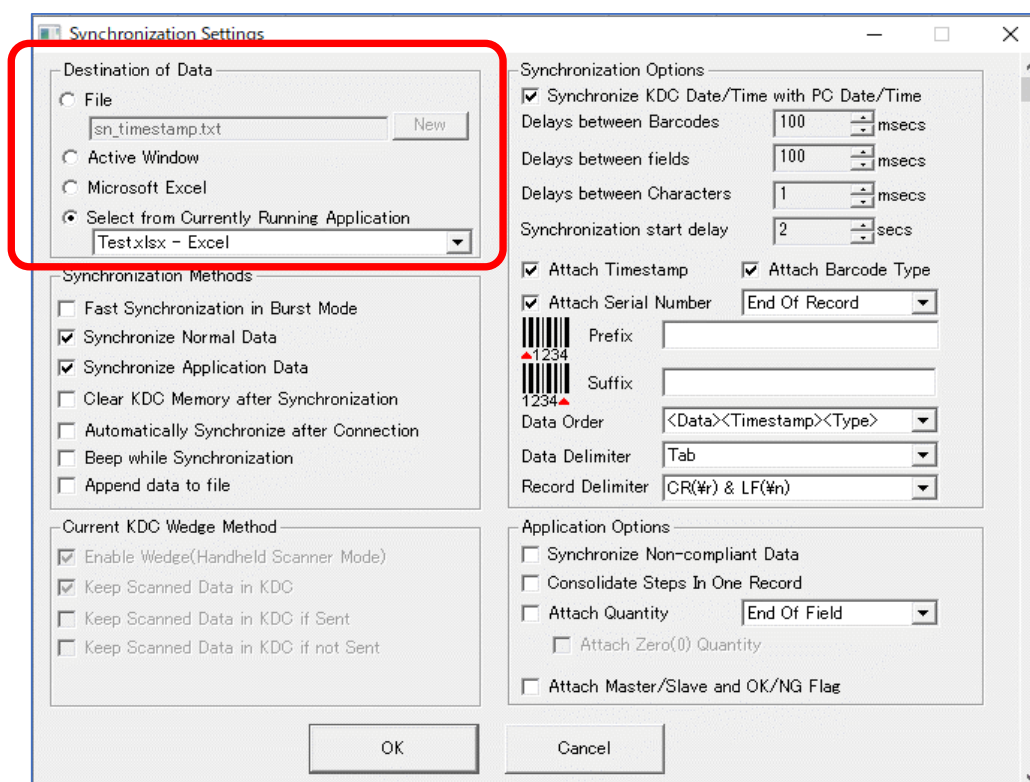 Synchronization Settings
Destination of Data
File
sn_timestamp.txt
New
Active Window
Microsoft Excel
Select from Currently Running Application
Test.xlsx - Excel
Synchronization Methods
Fast Synchronization in Burst Mode
Synchronize Normal Data
Synchronize Application Data
Clear KDC Memory after Synchronization
Automatically Synchronize after Connection
Beep while Synchronization
Append data to file
Current KDC Wedge Method
Enable Wedge(Handheld Scanner Mode)
Keep Scanned Data in KDC
Keep Scanned Data in KDC if Sent
Keep Scanned Data in KDC if not Sent
Synchronization Options
Synchronize KDC Date/Time with PC Date/Time
Delays between Barcodes 100 msecs
Delays between fields 100 msecs
Delays between Characters 1 msecs
Synchronization start delay 2 secs
Attach Timestamp Attach Barcode Type
Attach Serial Number End Of Record
1234 Prefix
1234 Suffix
Data Order <Data><Timestamp><Type>
Data Delimiter Tab
Record Delimiter CR(¥r) & LF(¥n)
Application Options
Synchronize Non-compliant Data
Consolidate Steps In One Record
Attach Quantity End Of Field
Attach Zero(0) Quantity
Attach Master/Slave and OK/NG Flag
OK Cancel